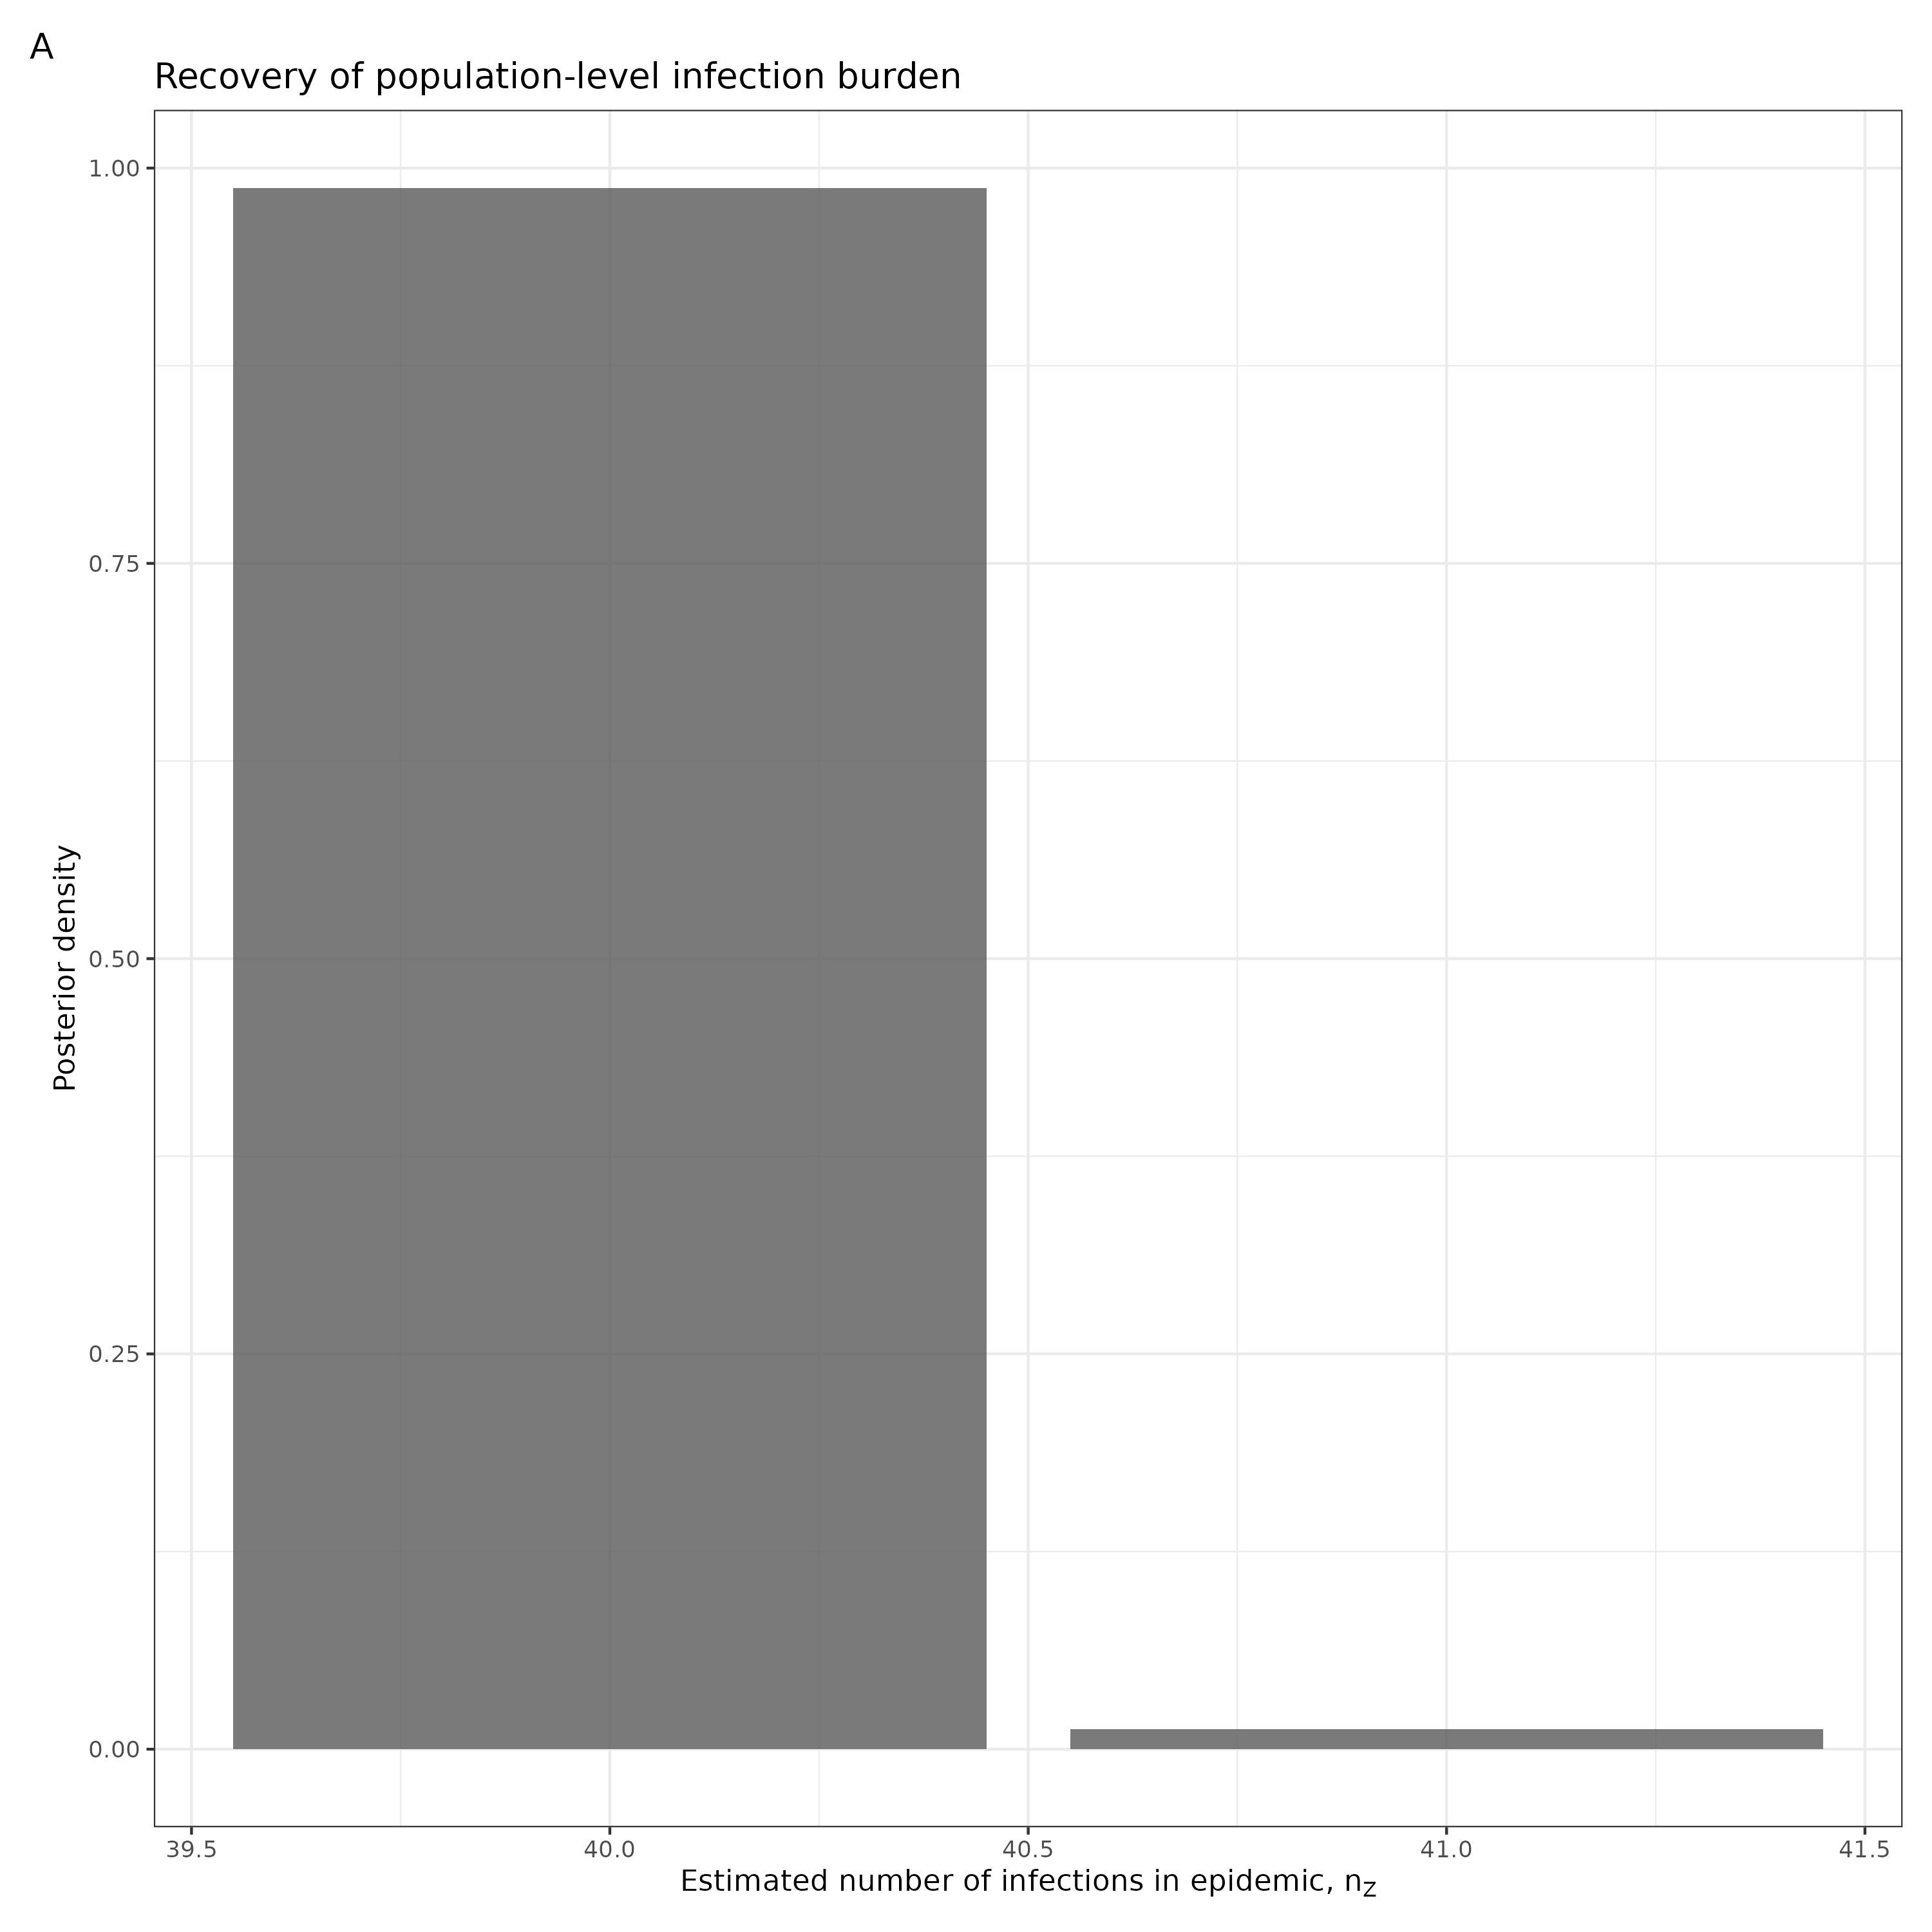 A
Recovery of population-level infection burden
1.00
0.75
0.50
0.25
0.00
Posterior density
39.5 40.0 40.5 41.0 41.5
Estimated number of infections in epidemic, nZ